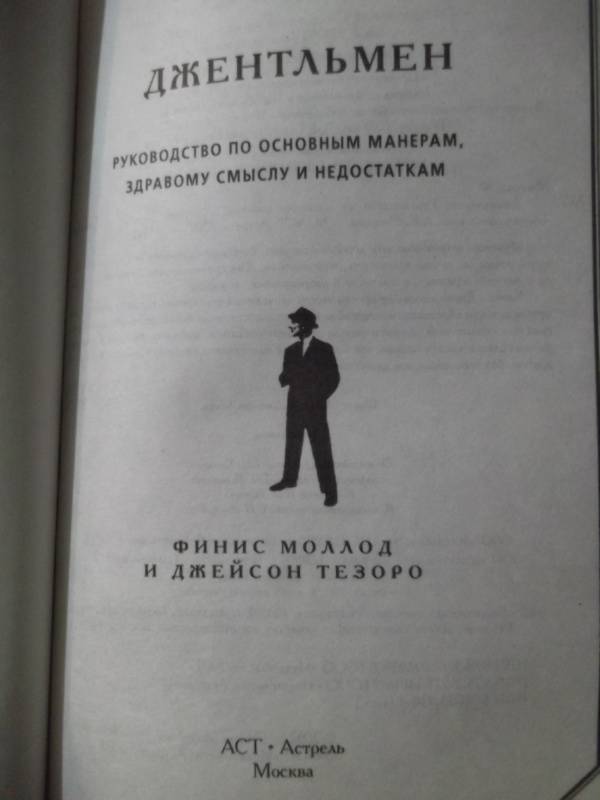 ДЖЕНТЛЬМЕН
РУКОВОДСТВО ПО ОСНОВНЫМ МАНЕРАМ,
ЗДРАВОМУ СМЫСЛУ И НЕДОСТАТКАМ
ФИНИС МОЛЛОД
И ДЖЕЙСОН ТЕЗОРО
АСТ • Астрель
Москва